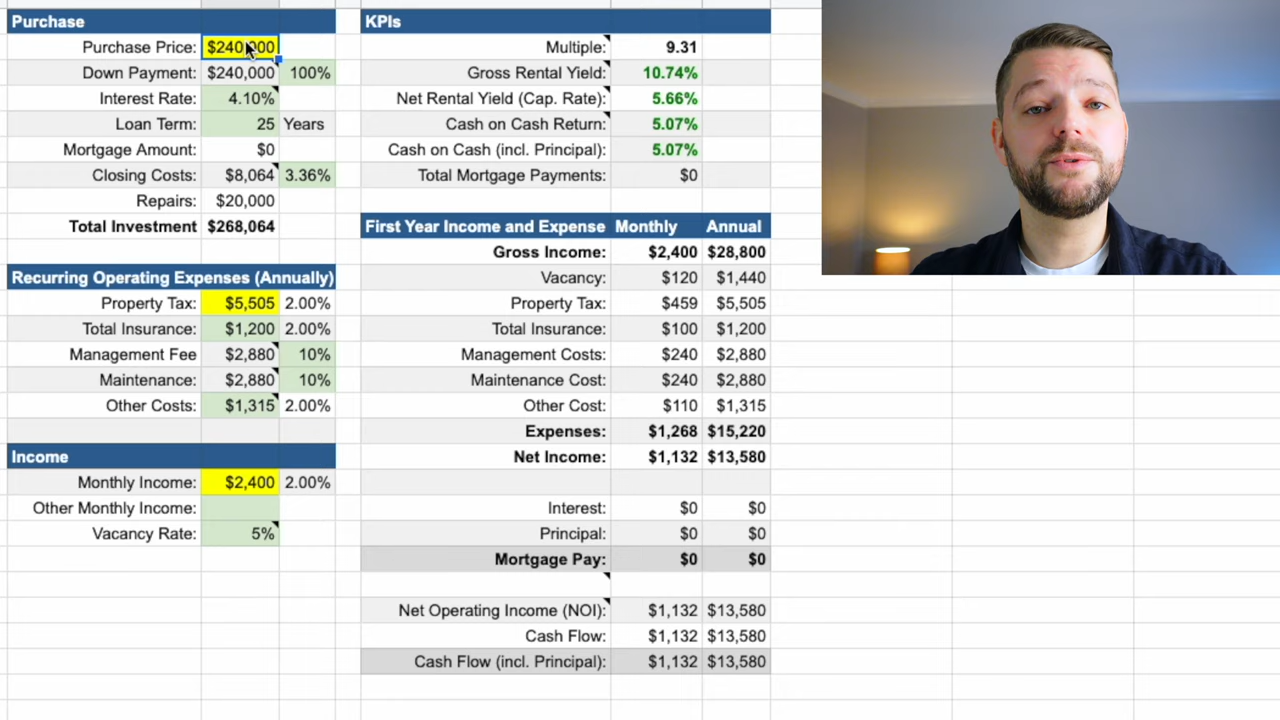 Purchase
Purchase Price: $240,000
Down Payment: $240,000 100%
Interest Rate: 4.10%
Loan Term: 25 Years
Mortgage Amount: $0
Closing Costs: $8,064 3.36%
Repairs: $20,000
Total Investment $268,064
Recurring Operating Expenses (Annually)
Property Tax: $5,505 2.00%
Total Insurance: $1,200 2.00%
Management Fee $2,880 10%
Maintenance: $2,880 10%
Other Costs: $1,315 2.00%
Income
Monthly Income: $2,400 2.00%
Other Monthly Income:
Vacancy Rate: 5%
KPIs
Multiple: 9.31
Gross Rental Yield: 10.74%
Net Rental Yield (Cap. Rate): 5.66%
Cash on Cash Return: 5.07%
Cash on Cash (incl. Principal): 5.07%
Total Mortgage Payments: $0
First Year Income and Expense Monthly Annual
Gross Income: $2,400 $28,800
Vacancy: $120 $1,440
Property Tax: $459 $5,505
Total Insurance: $100 $1,200
Management Costs: $240 $2,880
Maintenance Cost: $240 $2,880
Other Cost: $110 $1,315
Expenses: $1,268 $15,220
Net Income: $1,132 $13,580
Interest: $0 $0
Principal: $0 $0
Mortgage Pay: $0 $0
Net Operating Income (NOI): $1,132 $13,580
Cash Flow: $1,132 $13,580
Cash Flow (incl. Principal): $1,132 $13,580